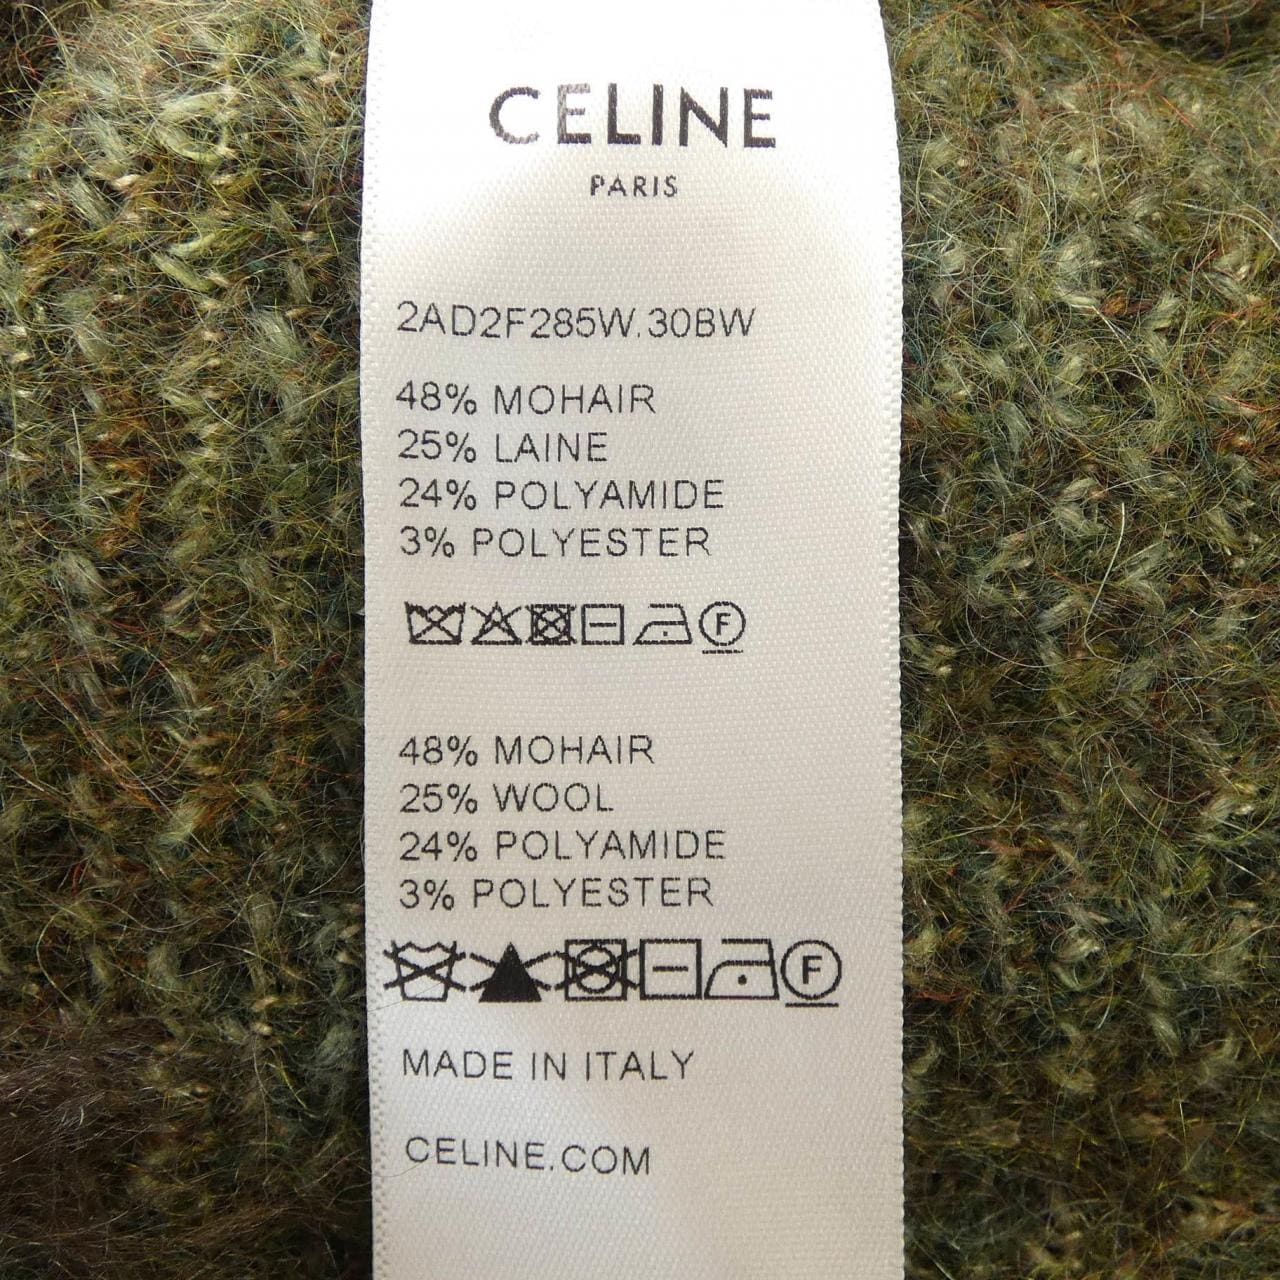 CELINE
PARIS
2AD2F285W.30BW
48% MOHAIR
25% LAINE
24% POLYAMIDE
3% POLYESTER
F
48% MOHAIR
25% WOOL
24% POLYAMIDE
3% POLYESTER
F
MADE IN ITALY
CELINE.COM